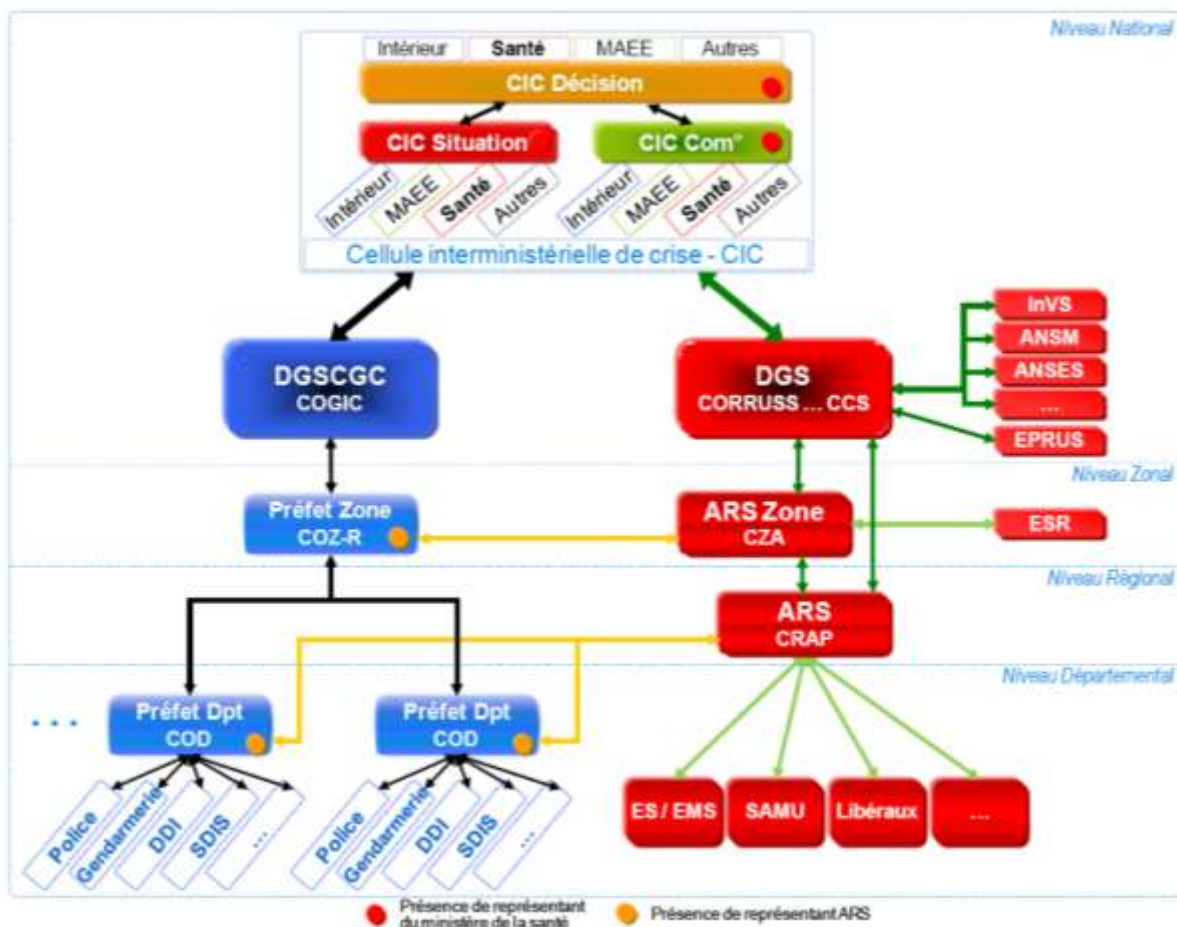 Niveau National
Intérieur Santé MAEE Autres
CIC Décision
CIC Situation
CIC Com°
Intérieur MAEE Santé Autres
Intérieur MAEE Santé Autres
Cellule interministérielle de crise - CIC
DGSCGC
COGIC
DGS
CORRUSS ... CCS
InVS
ANSM
ANSES
...
EPRUS
Niveau Zonal
Préfet Zone
COZ-R
ARS Zone
CZA
ESR
Niveau Régional
ARS
CRAP
Niveau Départemental
...
Préfet Dpt
COD
Préfet Dpt
COD
Police Gendarmerie DDI SDIS ...
Police Gendarmerie DDI SDIS ...
ES / EMS
SAMU
Libéraux
...
Présence de représentant
du ministère de la santé
Présence de représentant ARS